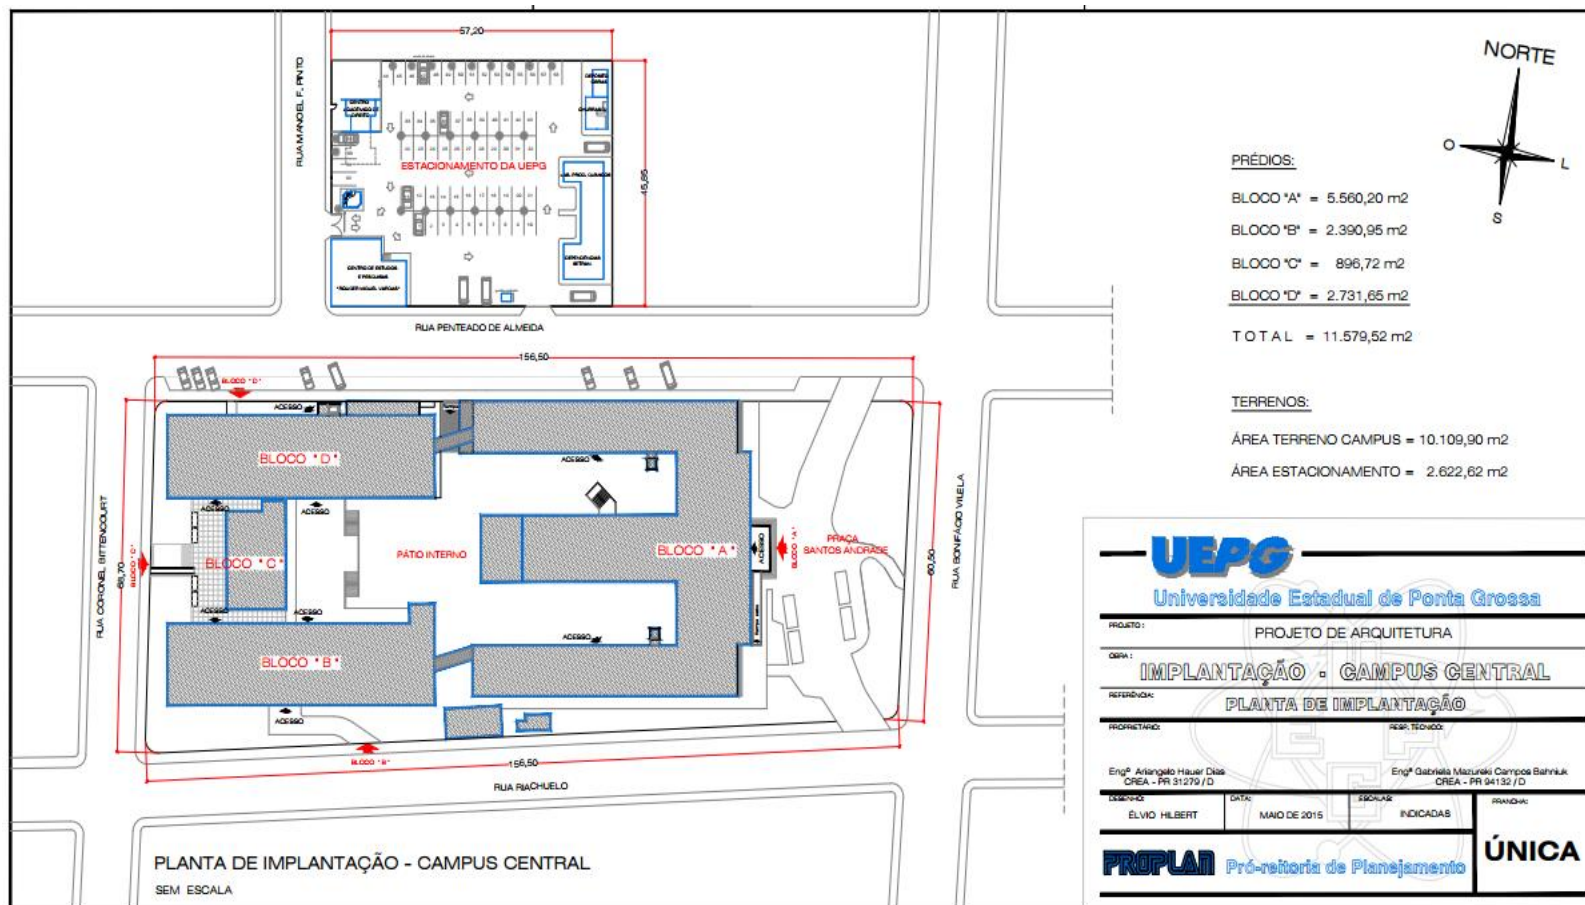 57,20
RUA MANOEL F. PINTO
ESTACIONAMENTO DA UEPG
45,85
CENTRO DE ESTUDOS
E PESQUISAS
RUA PENTEADO DE ALMEIDA
156,50
BLOCO "D"
ACESSO
BLOCO "D"
ACESSO
ACESSO
ACESSO
RUA CORONEL BITTENCOURT
BLOCO "C"
68,70
BLOCO "C"
PÁTIO INTERNO
BLOCO "A"
ACESSO
BLOCO "A"
PRAÇA
SANTOS ANDRADE
60,50
RUA BONIFÁCIO VILELA
ACESSO
ACESSO
ACESSO
BLOCO "B"
ACESSO
BLOCO "B"
156,50
RUA RIACHUELO
PLANTA DE IMPLANTAÇÃO - CAMPUS CENTRAL
SEM ESCALA
NORTE
O
L
S
PRÉDIOS:
BLOCO "A" = 5.560,20 m2
BLOCO "B" = 2.390,95 m2
BLOCO "C" = 896,72 m2
BLOCO "D" = 2.731,65 m2
T O T A L = 11.579,52 m2
TERRENOS:
ÁREA TERRENO CAMPUS = 10.109,90 m2
ÁREA ESTACIONAMENTO = 2.622,62 m2
UEPG
Universidade Estadual de Ponta Grossa
PROJETO:
PROJETO DE ARQUITETURA
OBRA:
IMPLANTAÇÃO - CAMPUS CENTRAL
REFERÊNCIA:
PLANTA DE IMPLANTAÇÃO
PROPRIETÁRIO:
RESP. TÉCNICO:
Engº Ariangelo Hauer Dias
CREA - PR 31279 / D
Engª Gabriela Mazureki Campos Bahniuk
CREA - PR 94132 / D
DESENHO:
ÉLVIO HILBERT
DATA:
MAIO DE 2015
ESCALAS:
INDICADAS
PRANCHA:
ÚNICA
PROPLAN
Pró-reitoria de Planejamento